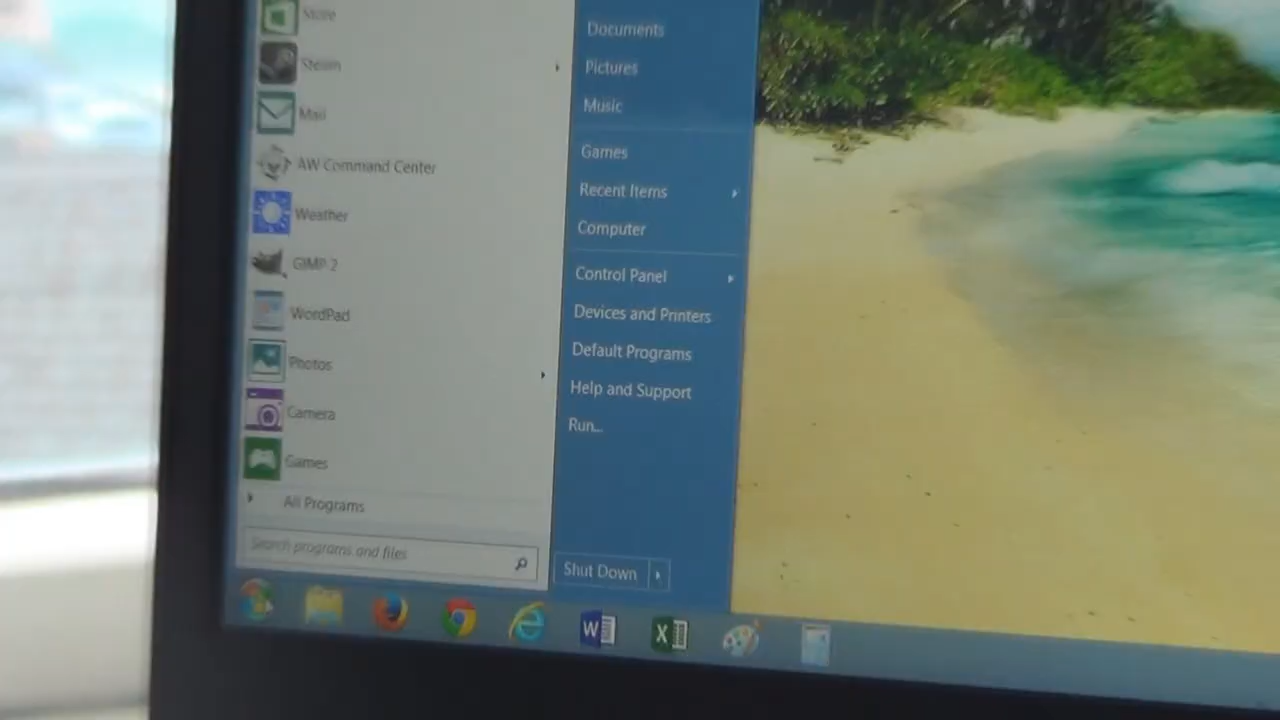 Store
Steam
Mail
AW Command Center
Weather
GIMP 2
WordPad
Photos
Camera
Games
All Programs
Search programs and files
Documents
Pictures
Music
Games
Recent Items
Computer
Control Panel
Devices and Printers
Default Programs
Help and Support
Run...
Shut Down
W
X